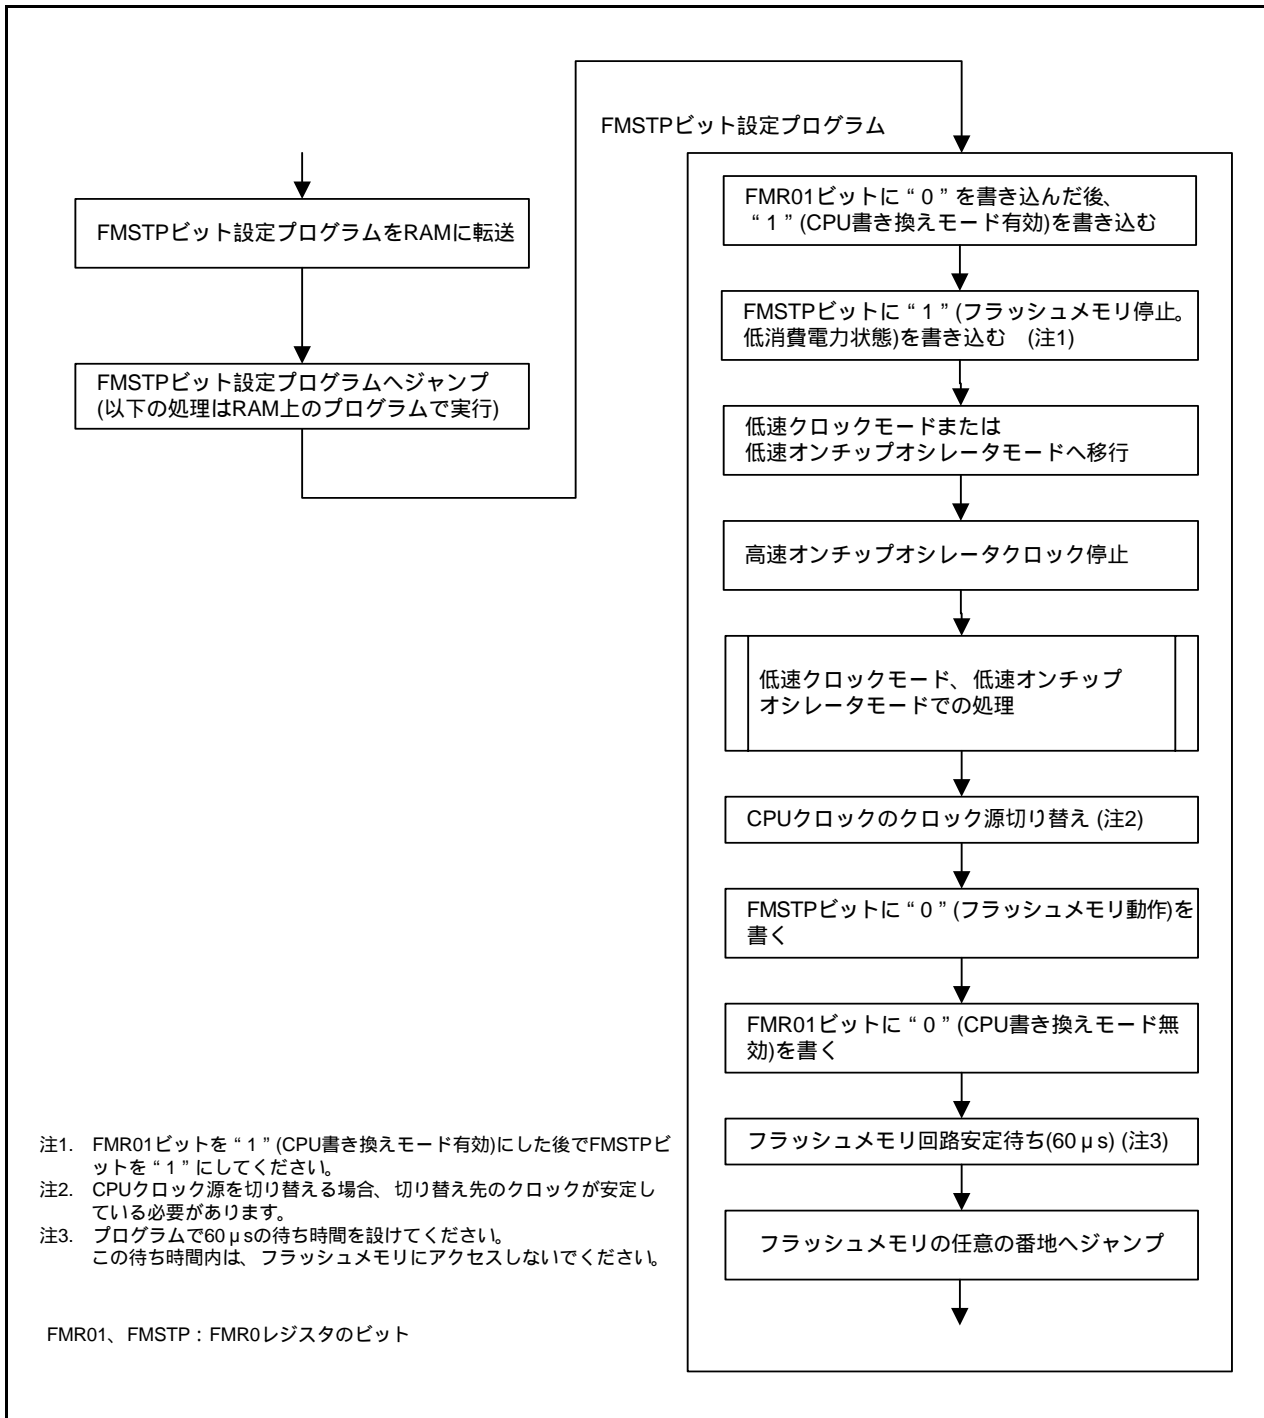 FMSTPビット設定プログラムをRAMに転送
FMSTPビット設定プログラムへジャンプ
(以下の処理はRAM上のプログラムで実行)
FMSTPビット設定プログラム
FMR01ビットに“0”を書き込んだ後、
“1”(CPU書き換えモード有効)を書き込む
FMSTPビットに“1”(フラッシュメモリ停止。
低消費電力状態)を書き込む (注1)
低速クロックモードまたは
低速オンチップオシレータモードへ移行
高速オンチップオシレータクロック停止
低速クロックモード、低速オンチップ
オシレータモードでの処理
CPUクロックのクロック源切り替え (注2)
FMSTPビットに“0”(フラッシュメモリ動作)を
書く
FMR01ビットに“0”(CPU書き換えモード無
効)を書く
フラッシュメモリ回路安定待ち(60μs) (注3)
フラッシュメモリの任意の番地へジャンプ
注1. FMR01ビットを“1”(CPU書き換えモード有効)にした後でFMSTPビ
ットを“1”にしてください。
注2. CPUクロック源を切り替える場合、切り替え先のクロックが安定し
ている必要があります。
注3. プログラムで60μsの待ち時間を設けてください。
この待ち時間内は、フラッシュメモリにアクセスしないでください。
FMR01、FMSTP:FMR0レジスタのビット